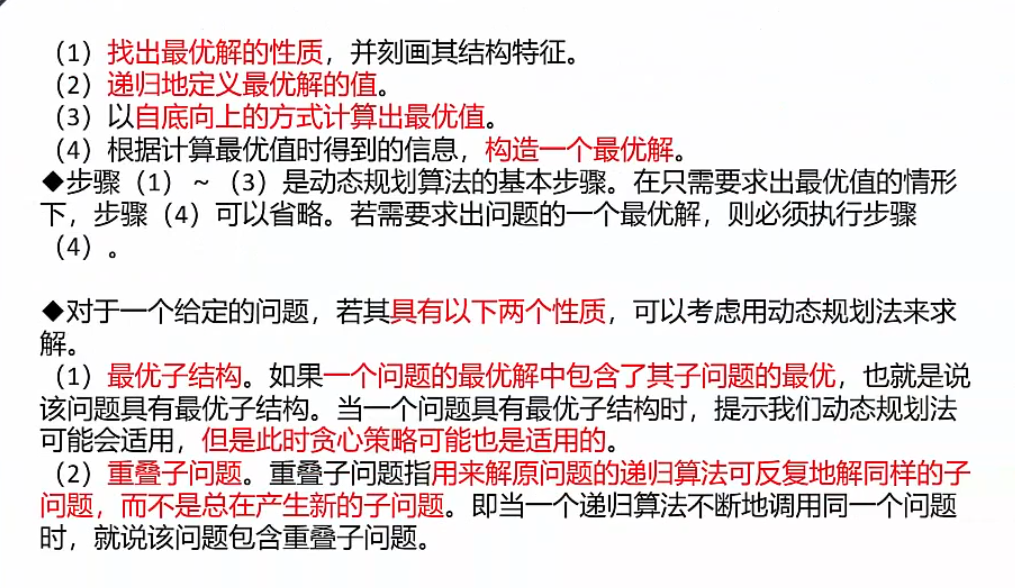 （1）找出最优解的性质，并刻画其结构特征。
（2）递归地定义最优解的值。
（3）以自底向上的方式计算出最优值。
（4）根据计算最优值时得到的信息，构造一个最优解。
◆步骤（1）~（3）是动态规划算法的基本步骤。在只需要求出最优值的情形
下，步骤（4）可以省略。若需要求出问题的一个最优解，则必须执行步骤
（4）。
◆对于一个给定的问题，若其具有以下两个性质，可以考虑用动态规划法来求
解。
（1）最优子结构。如果一个问题的最优解中包含了其子问题的最优，也就是说
该问题具有最优子结构。当一个问题具有最优子结构时，提示我们动态规划法
可能会适用，但是此时贪心策略可能也是适用的。
（2）重叠子问题。重叠子问题指用来解原问题的递归算法可反复地解同样的子
问题，而不是总在产生新的子问题。即当一个递归算法不断地调用同一个问题
时，就说该问题包含重叠子问题。